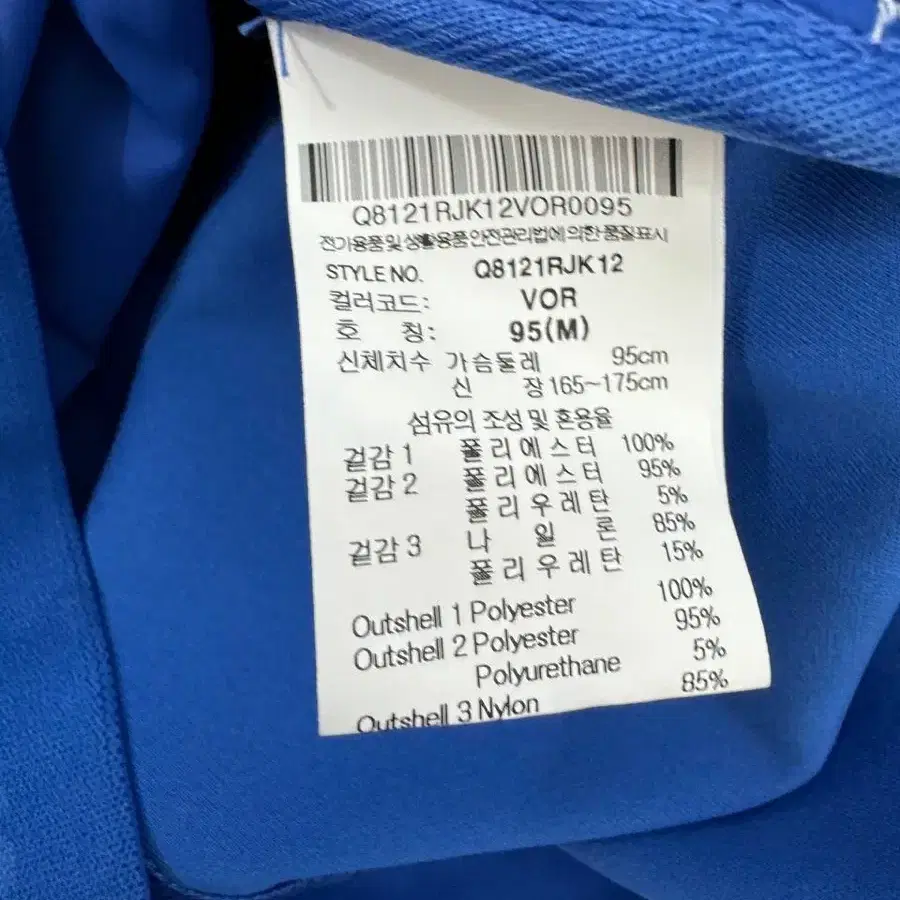 Q8121RJK12VOR0095
전기용품및생활용품안전관리법에의한품질표시
STYLE NO. Q8121RJK12
컬러코드: VOR
호 칭: 95(M)
신체치수 가슴둘레 95cm
신 장 165~175cm
섬유의 조성 및 혼용율
겉감 1 폴리에스터 100%
겉감 2 폴리에스터 95%
폴리우레탄 5%
겉감 3 나일론 85%
폴리우레탄 15%
Outshell 1 Polyester 100%
Outshell 2 Polyester 95%
Polyurethane 5%
Outshell 3 Nylon 85%